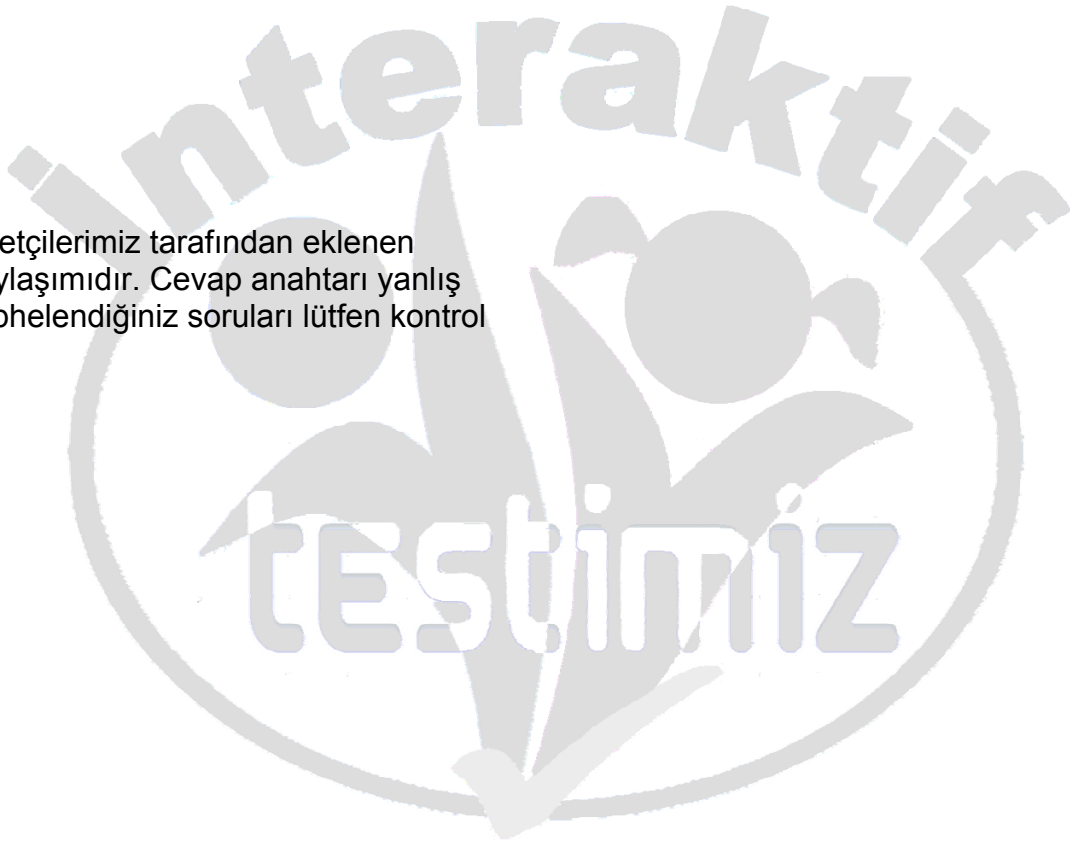 interaktif
etçilerimiz tarafından eklenen
ylaşımıdır. Cevap anahtarı yanlış
phelendiğiniz soruları lütfen kontrol
testimiz